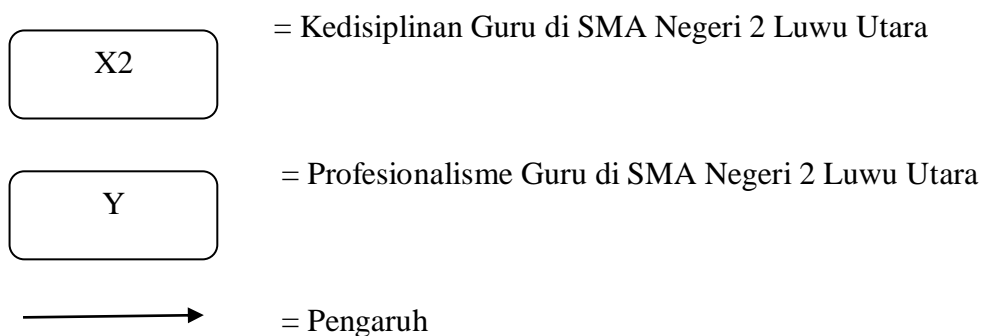 = Kedisiplinan Guru di SMA Negeri 2 Luwu Utara
X2
= Profesionalisme Guru di SMA Negeri 2 Luwu Utara
Y
= Pengaruh